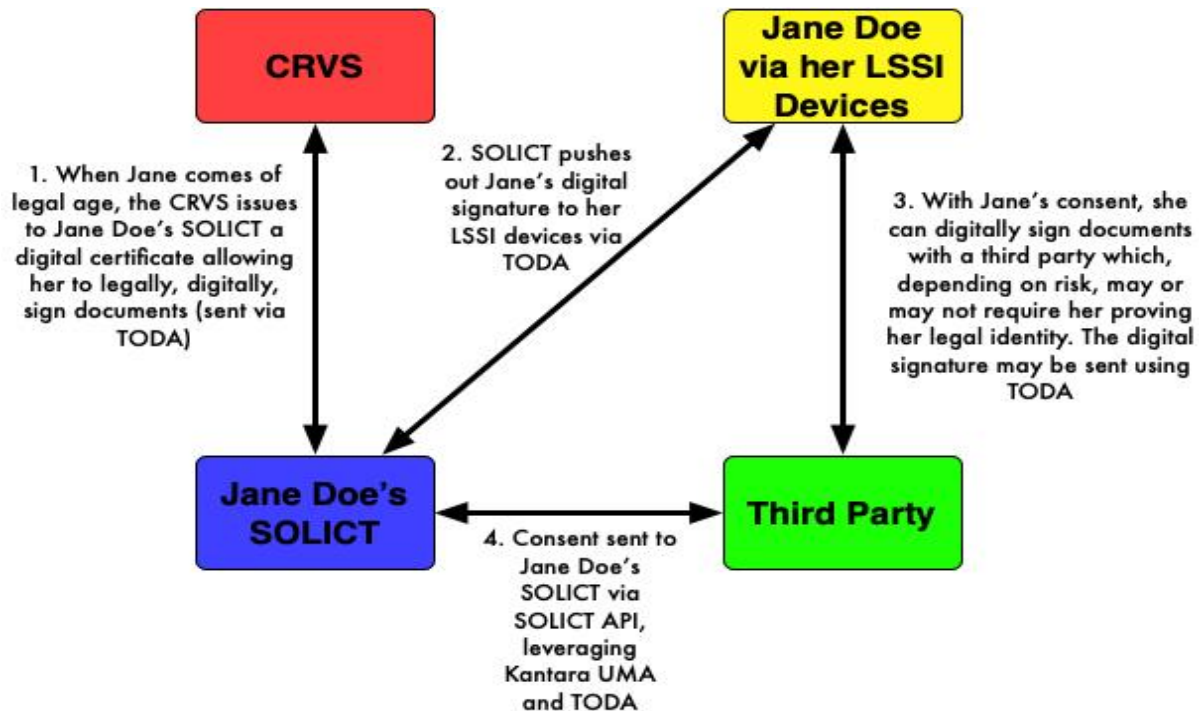 CRVS
Jane Doe
via her LSSI
Devices
1. When Jane comes of
legal age, the CRVS issues
to Jane Doe's SOLICT a
digital certificate allowing
her to legally, digitally,
sign documents (sent via
TODA)
2. SOLICT pushes
out Jane's digital
signature to her
LSSI devices via
TODA
3. With Jane's consent, she
can digitally sign documents
with a third party which,
depending on risk, may or
may not require her proving
her legal identity. The digital
signature may be sent using
TODA
Jane Doe's
SOLICT
Third Party
4. Consent sent to
Jane Doe's
SOLICT via
SOLICT API,
leveraging
Kantara UMA
and TODA